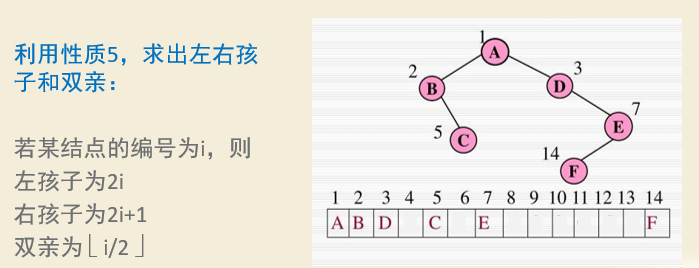 利用性质5，求出左右孩
子和双亲：
若某结点的编号为i，则
左孩子为2i
右孩子为2i+1
双亲为⌊ i/2 ⌋
1
A
2
3
B
D
7
5
C
E
14
F
1 2 3 4 5 6 7 8 9 10 11 12 13 14
A B D C E F